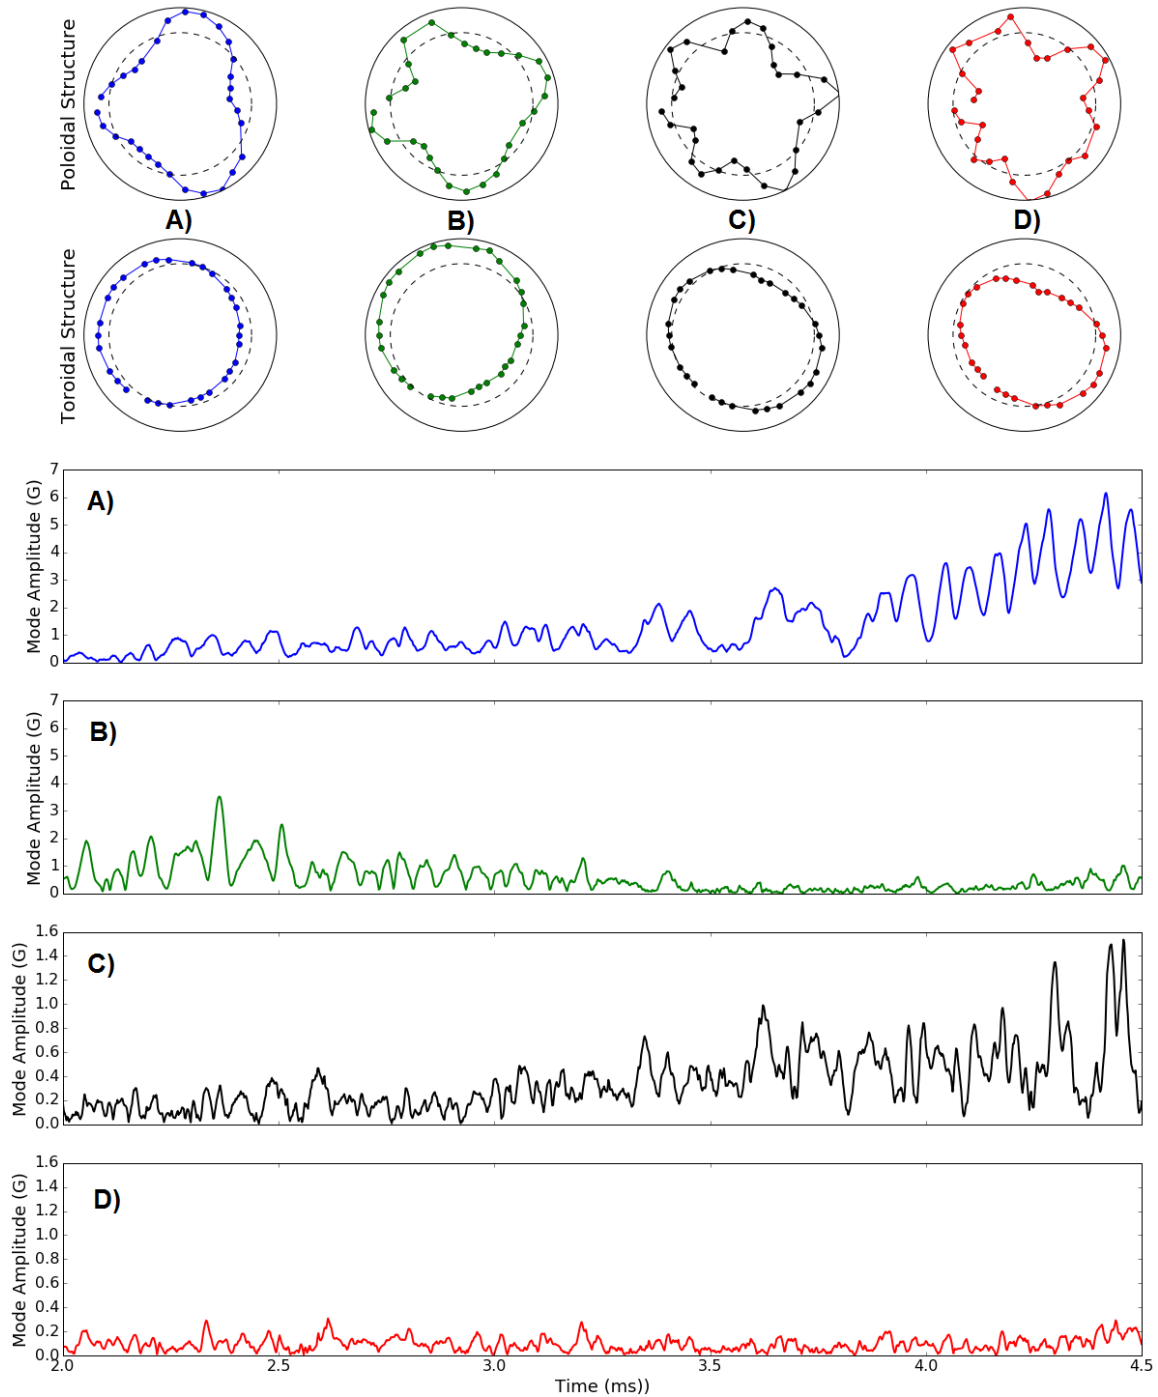 Poloidal Structure
A)
B)
C)
D)
Toroidal Structure
7
6
5
4
3
2
1
0
Mode Amplitude (G)
A)
7
6
5
4
3
2
1
0
Mode Amplitude (G)
B)
1.6
1.4
1.2
1.0
0.8
0.6
0.4
0.2
0.0
Mode Amplitude (G)
C)
1.6
1.4
1.2
1.0
0.8
0.6
0.4
0.2
0.0
Mode Amplitude (G)
D)
2.0
2.5
3.0
3.5
4.0
4.5
Time (ms))